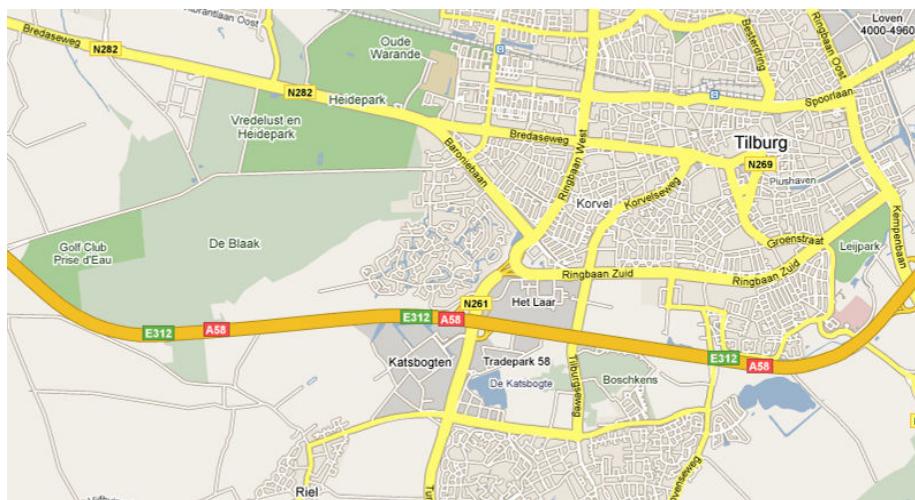 Bredaseweg
N282
Oude
Warande
Besterdring
Ringbaan Oost
Loven
4000-4960
N282
Heidepark
Spoorlaan
Vredelust en
Heidepark
Bredaseweg
Ringbaan West
Tilburg
N269
Baroniebaan
Piushaven
Korvel
Korvelseweg
Kempenbaan
Groenstraat
Leijpark
Golf Club
Prise d'Eau
De Blaak
Ringbaan Zuid
Ringbaan Zuid
N261
Het Laar
E312
A58
E312
A58
E312
A58
Katsbogten
Tradepark 58
De Katsbogte
Boschkens
Tilburgseweg
Riel